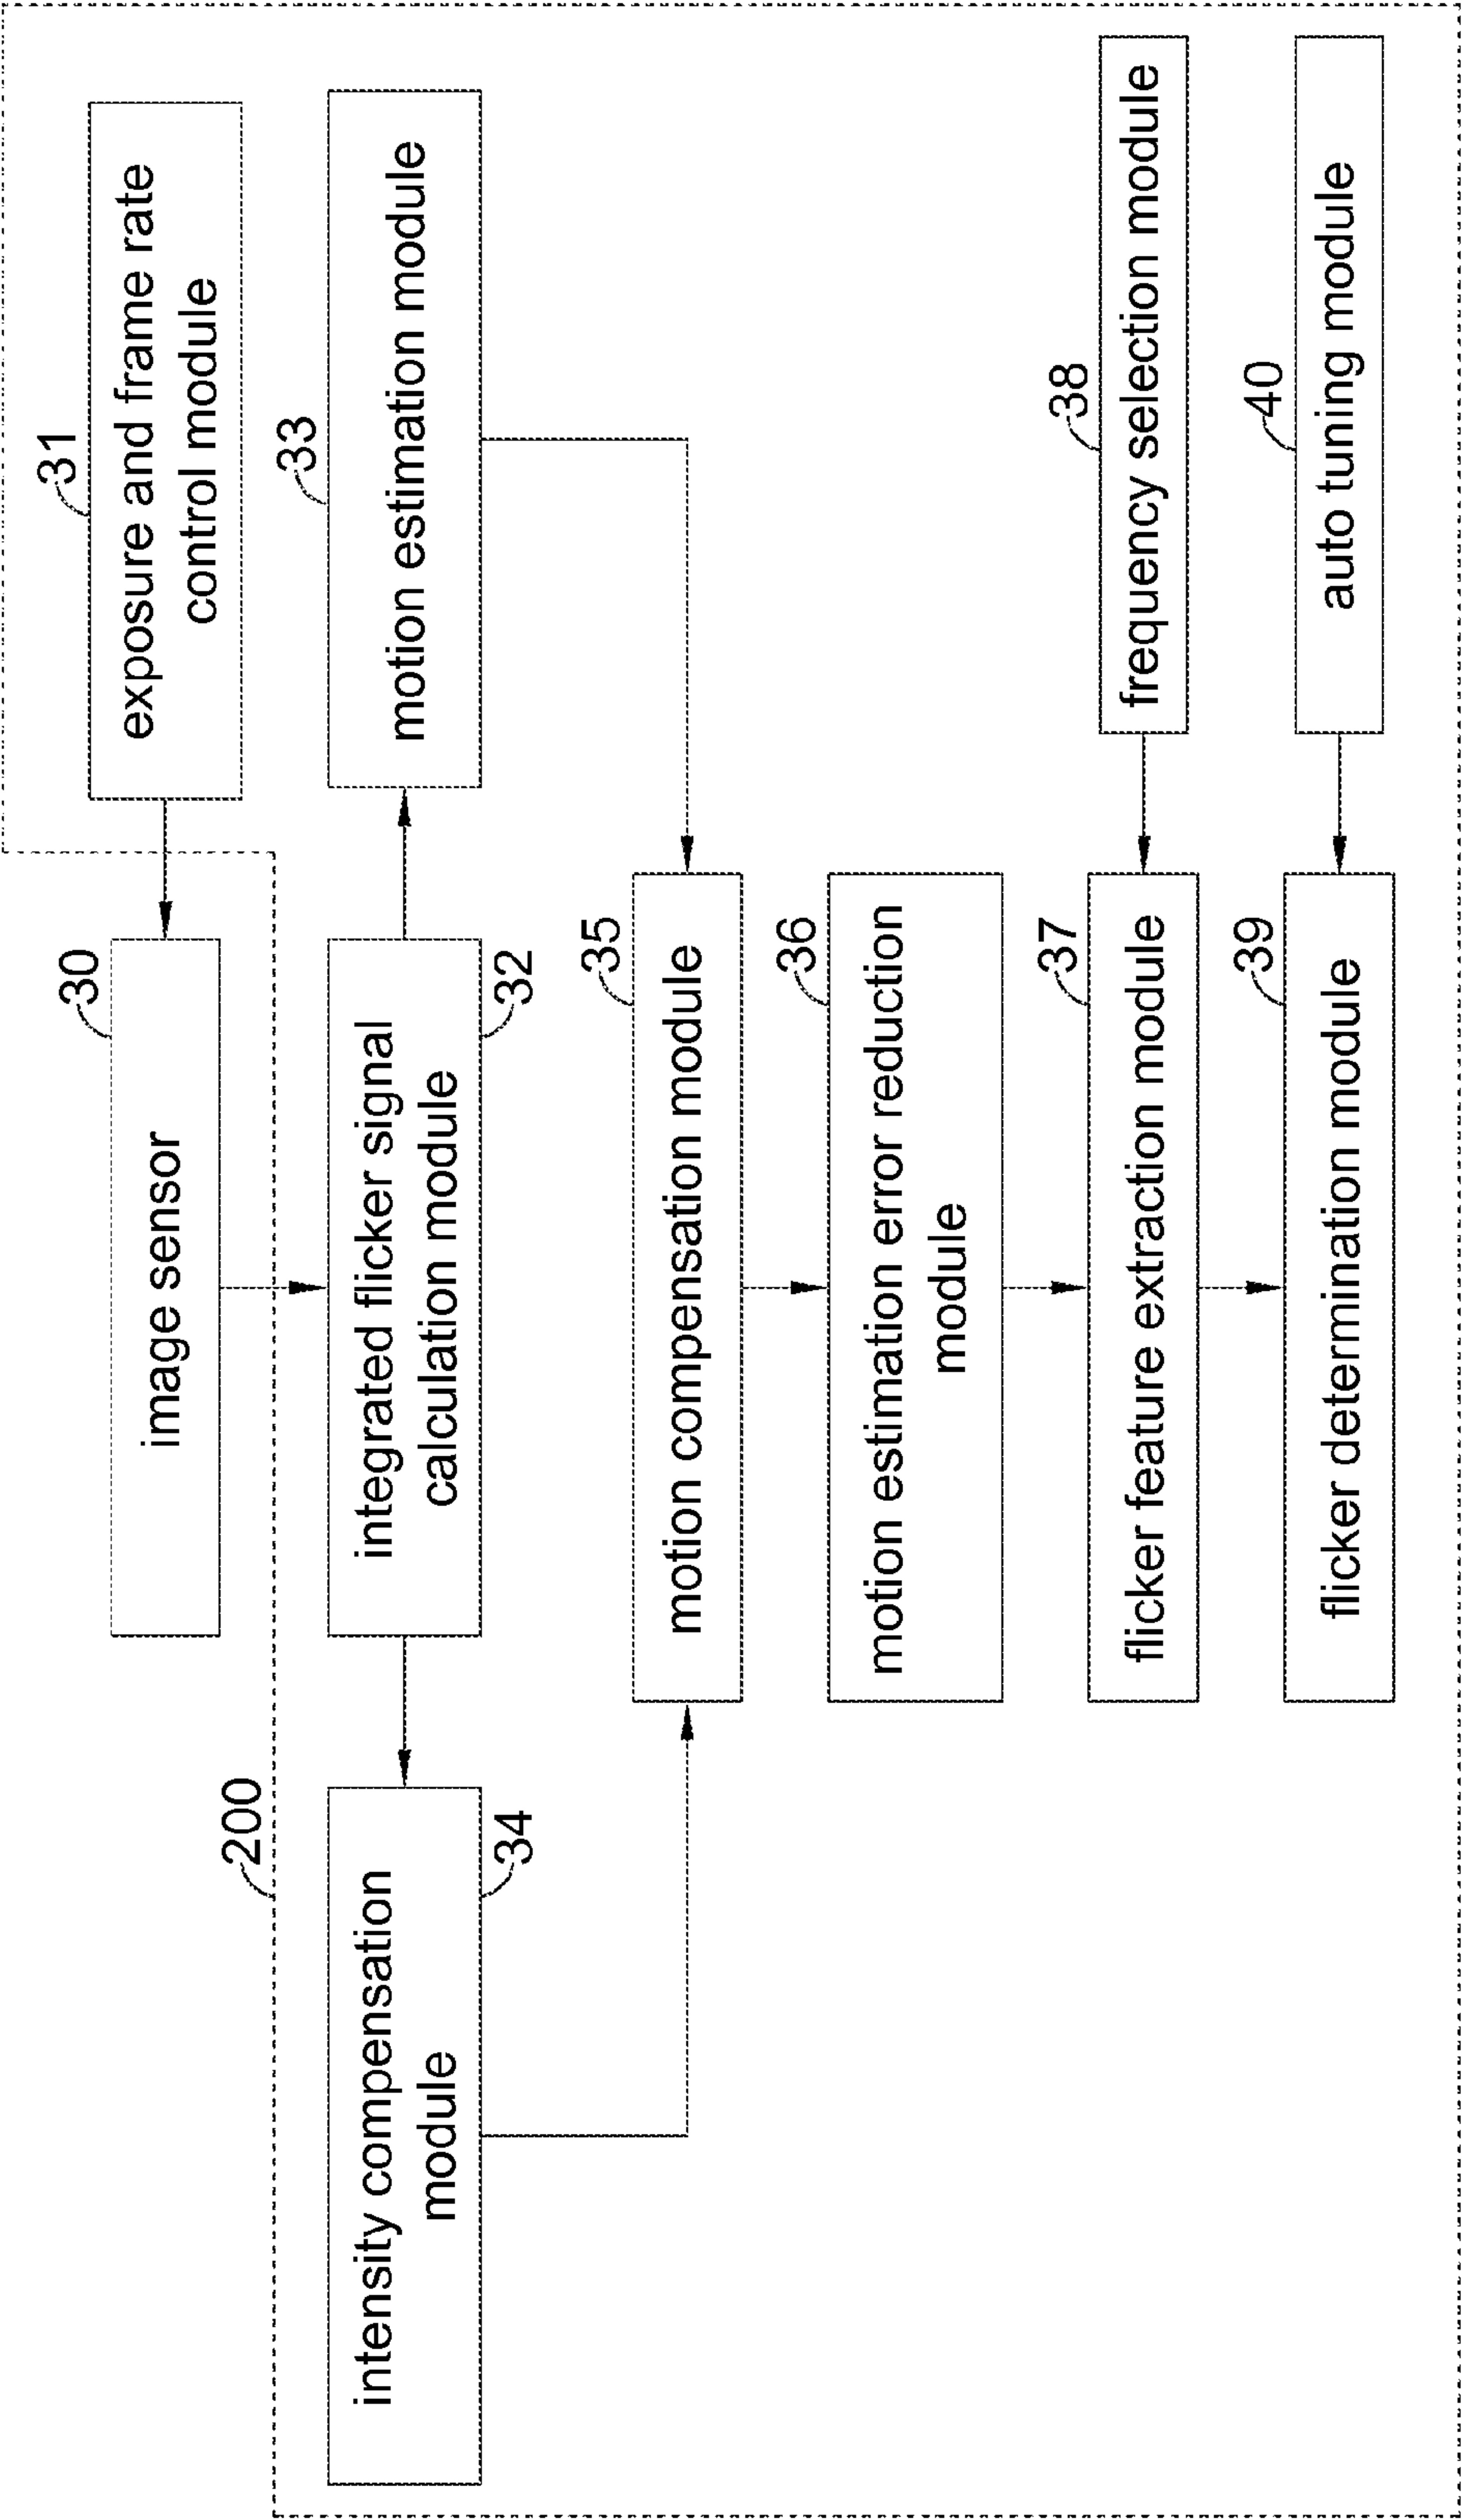 31
exposure and frame rate
control module
30
image sensor
200
33
motion estimation module
32
integrated flicker signal
calculation module
34
intensity compensation
module
35
motion compensation module
36
motion estimation error reduction
module
38
frequency selection module
37
flicker feature extraction module
40
auto tuning module
39
flicker determination module